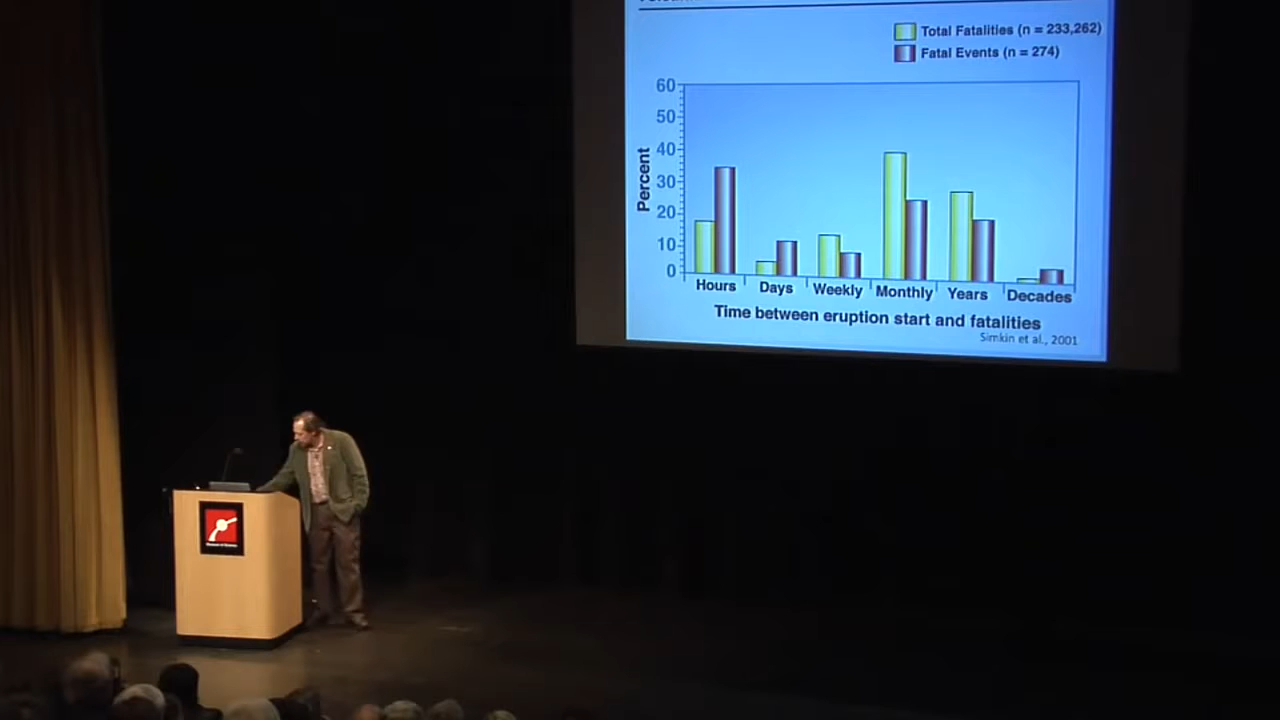 Total Fatalities (n = 233,262)
Fatal Events (n = 274)
60
50
40
30
20
10
0
Percent
Hours Days Weekly Monthly Years Decades
Time between eruption start and fatalities
Simkin et al., 2001